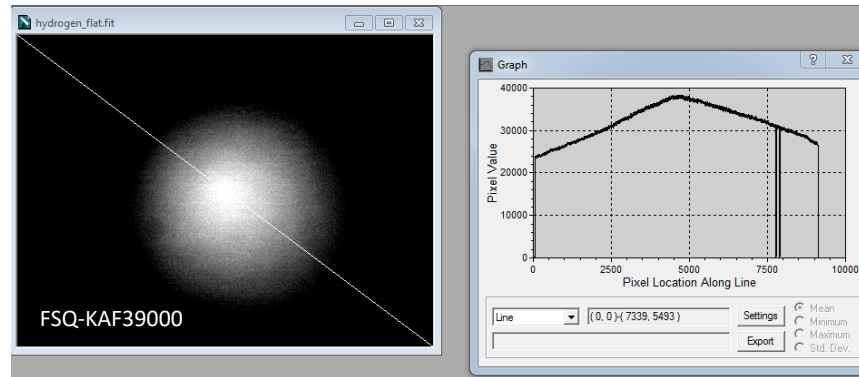 hydrogen_flat.fit
FSQ-KAF39000
Graph
40000
30000
20000
10000
0
Pixel Value
0 2500 5000 7500 10000
Pixel Location Along Line
Line ( 0, 0 )-( 7339, 5493 ) Settings Mean
Minimum
Maximum
Export Std. Dev.